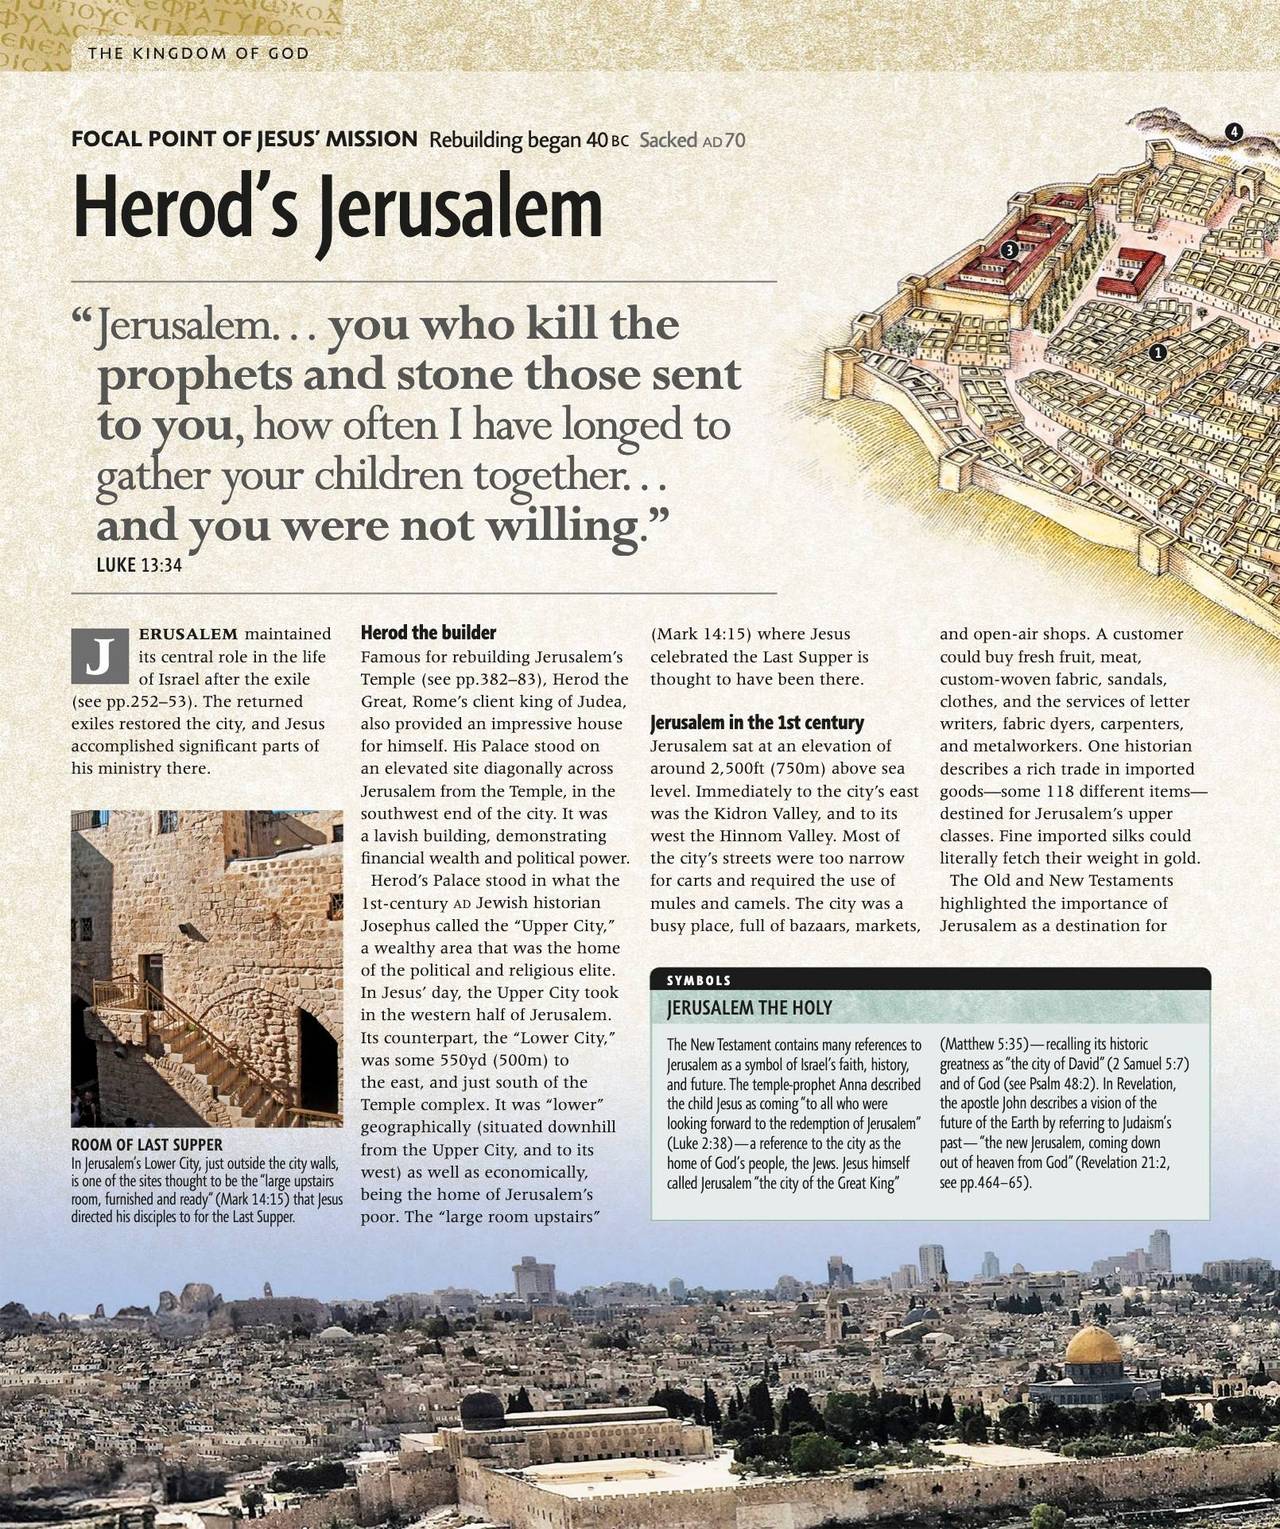 THE KINGDOM OF GOD
FOCAL POINT OF JESUS’ MISSION Rebuilding began 40 BC Sacked AD 70
Herod’s Jerusalem
“Jerusalem. . . you who kill the
prophets and stone those sent
to you, how often I have longed to
gather your children together. . .
and you were not willing.”
LUKE 13:34
4
3
1
JERUSALEM maintained
its central role in the life
of Israel after the exile
(see pp.252–53). The returned
exiles restored the city, and Jesus
accomplished significant parts of
his ministry there.
ROOM OF LAST SUPPER
In Jerusalem’s Lower City, just outside the city walls,
is one of the sites thought to be the “large upstairs
room, furnished and ready” (Mark 14:15) that Jesus
directed his disciples to for the Last Supper.
Herod the builder
Famous for rebuilding Jerusalem’s
Temple (see pp.382–83), Herod the
Great, Rome’s client king of Judea,
also provided an impressive house
for himself. His Palace stood on
an elevated site diagonally across
Jerusalem from the Temple, in the
southwest end of the city. It was
a lavish building, demonstrating
financial wealth and political power.
Herod’s Palace stood in what the
1st-century AD Jewish historian
Josephus called the “Upper City,”
a wealthy area that was the home
of the political and religious elite.
In Jesus’ day, the Upper City took
in the western half of Jerusalem.
Its counterpart, the “Lower City,”
was some 550yd (500m) to
the east, and just south of the
Temple complex. It was “lower”
geographically (situated downhill
from the Upper City, and to its
west) as well as economically,
being the home of Jerusalem’s
poor. The “large room upstairs”
(Mark 14:15) where Jesus
celebrated the Last Supper is
thought to have been there.
Jerusalem in the 1st century
Jerusalem sat at an elevation of
around 2,500ft (750m) above sea
level. Immediately to the city’s east
was the Kidron Valley, and to its
west the Hinnom Valley. Most of
the city’s streets were too narrow
for carts and required the use of
mules and camels. The city was a
busy place, full of bazaars, markets,
and open-air shops. A customer
could buy fresh fruit, meat,
custom-woven fabric, sandals,
clothes, and the services of letter
writers, fabric dyers, carpenters,
and metalworkers. One historian
describes a rich trade in imported
goods—some 118 different items—
destined for Jerusalem’s upper
classes. Fine imported silks could
literally fetch their weight in gold.
The Old and New Testaments
highlighted the importance of
Jerusalem as a destination for
SYMBOLS
JERUSALEM THE HOLY
The New Testament contains many references to
Jerusalem as a symbol of Israel’s faith, history,
and future. The temple-prophet Anna described
the child Jesus as coming “to all who were
looking forward to the redemption of Jerusalem”
(Luke 2:38)—a reference to the city as the
home of God’s people, the Jews. Jesus himself
called Jerusalem “the city of the Great King”
(Matthew 5:35)—recalling its historic
greatness as “the city of David” (2 Samuel 5:7)
and of God (see Psalm 48:2). In Revelation,
the apostle John describes a vision of the
future of the Earth by referring to Judaism’s
past—“the new Jerusalem, coming down
out of heaven from God” (Revelation 21:2,
see pp.464–65).